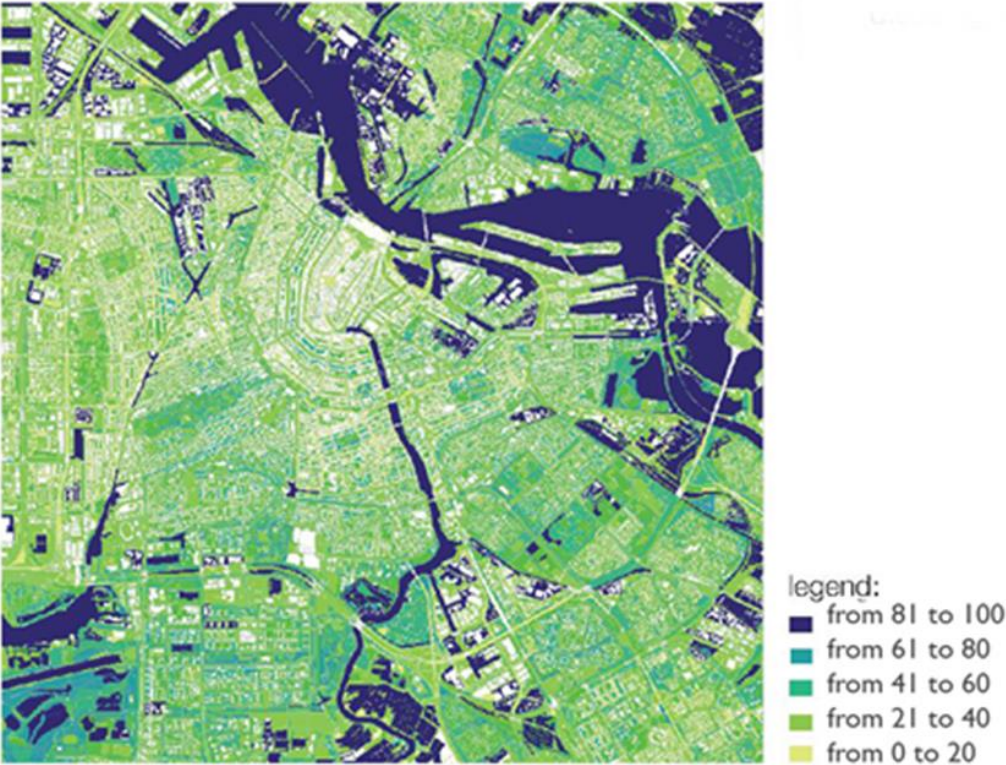 legend:
from 81 to 100
from 61 to 80
from 41 to 60
from 21 to 40
from 0 to 20